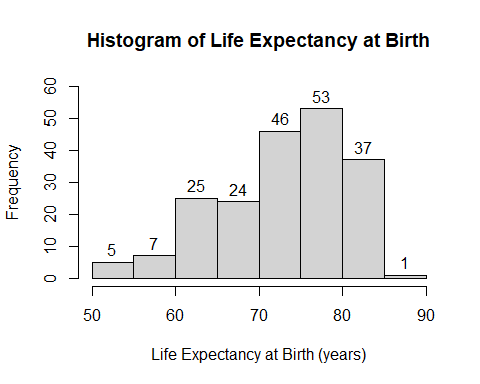 Histogram of Life Expectancy at Birth
Frequency
0 10 20 30 40 50 60
5 7 25 24 46 53 37 1
50 60 70 80 90
Life Expectancy at Birth (years)